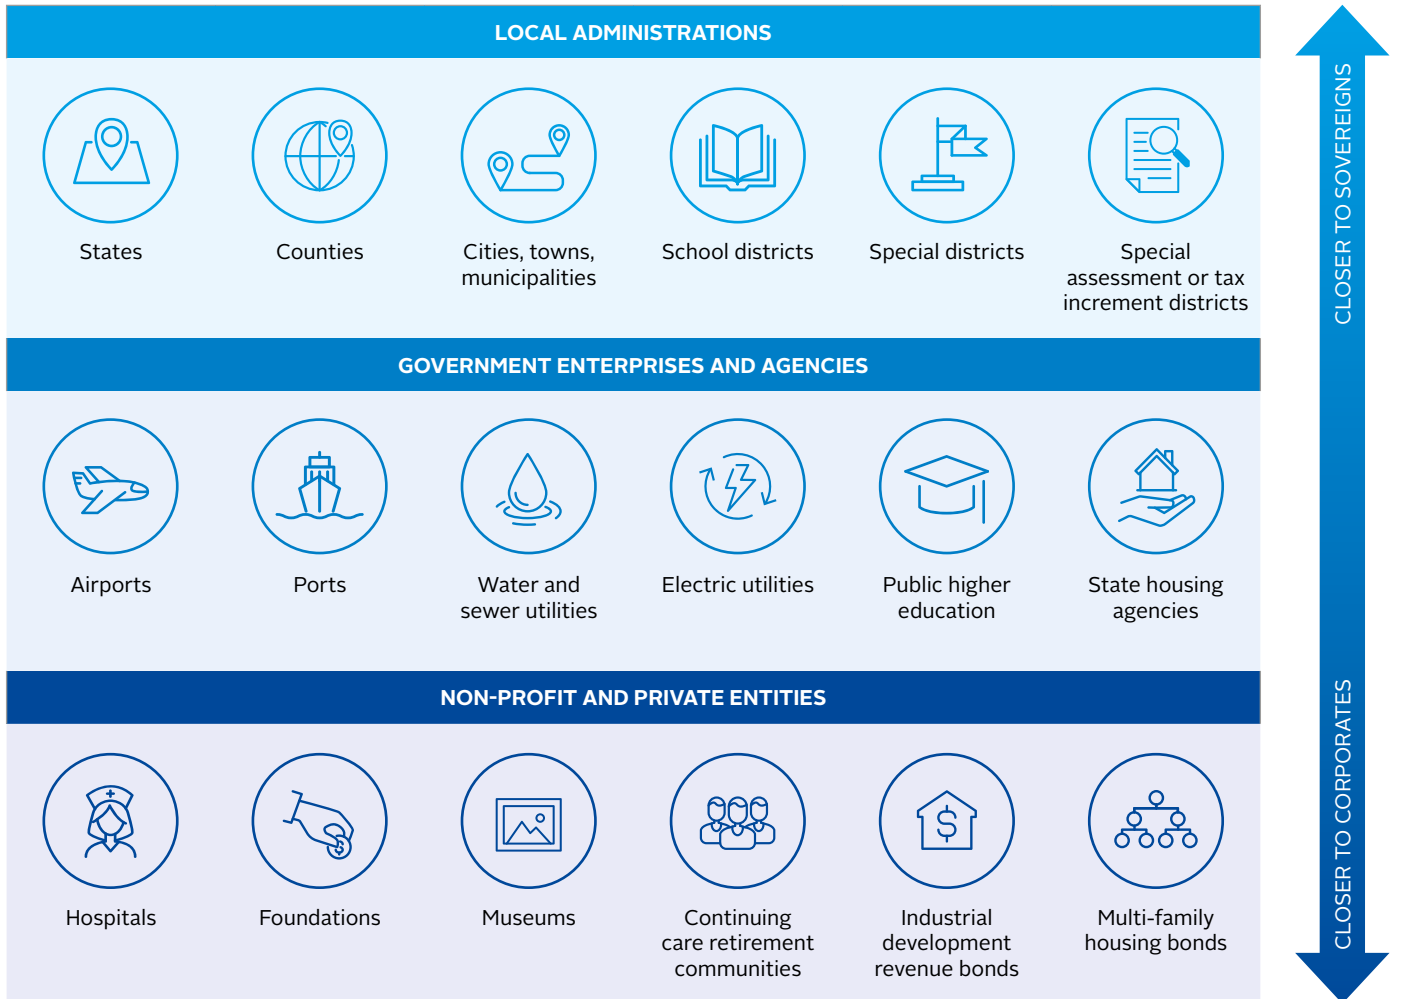 LOCAL ADMINISTRATIONS
States
Counties
Cities, towns,
municipalities
School districts
Special districts
Special
assessment or tax
increment districts
GOVERNMENT ENTERPRISES AND AGENCIES
Airports
Ports
Water and
sewer utilities
Electric utilities
Public higher
education
State housing
agencies
NON-PROFIT AND PRIVATE ENTITIES
Hospitals
Foundations
Museums
Continuing
care retirement
communities
Industrial
development
revenue bonds
Multi-family
housing bonds
CLOSER TO SOVEREIGNS
CLOSER TO CORPORATES